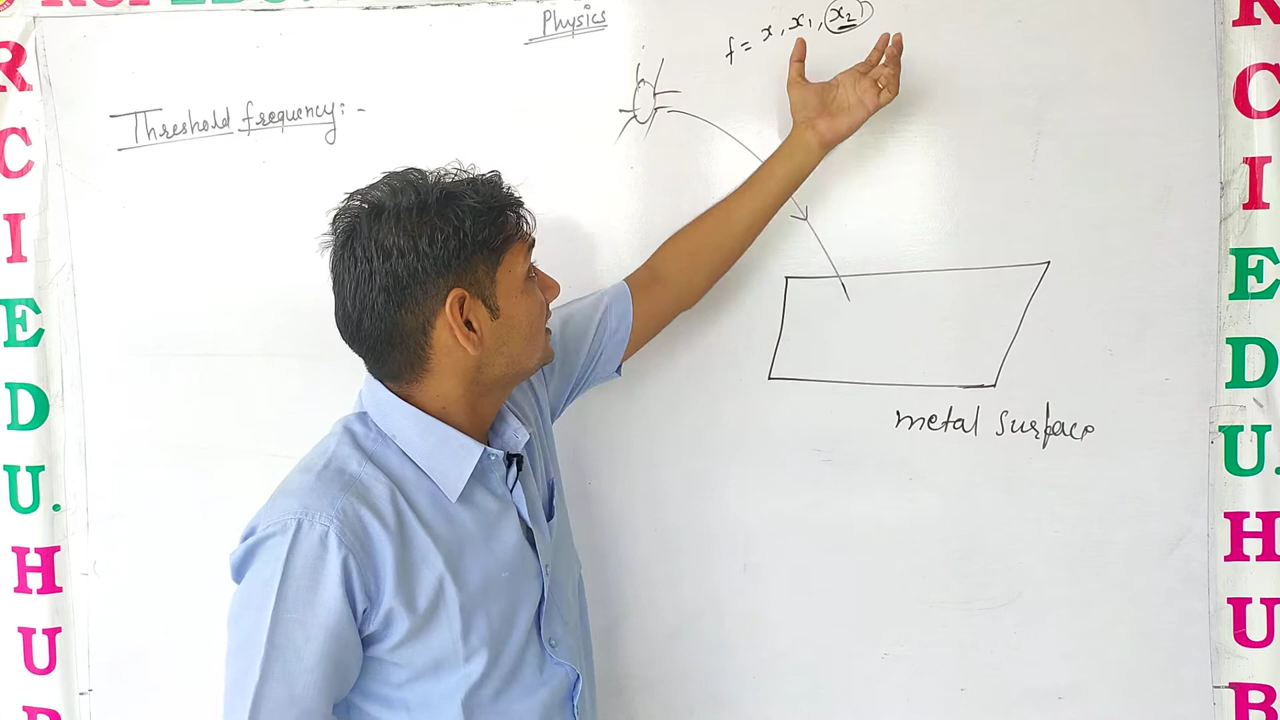 Physics
f = x, x₁, x₂
Threshold frequency:-
metal surface
R
C
I
E
D
U.
H
U
R
C
I
E
D
U.
H
U
B